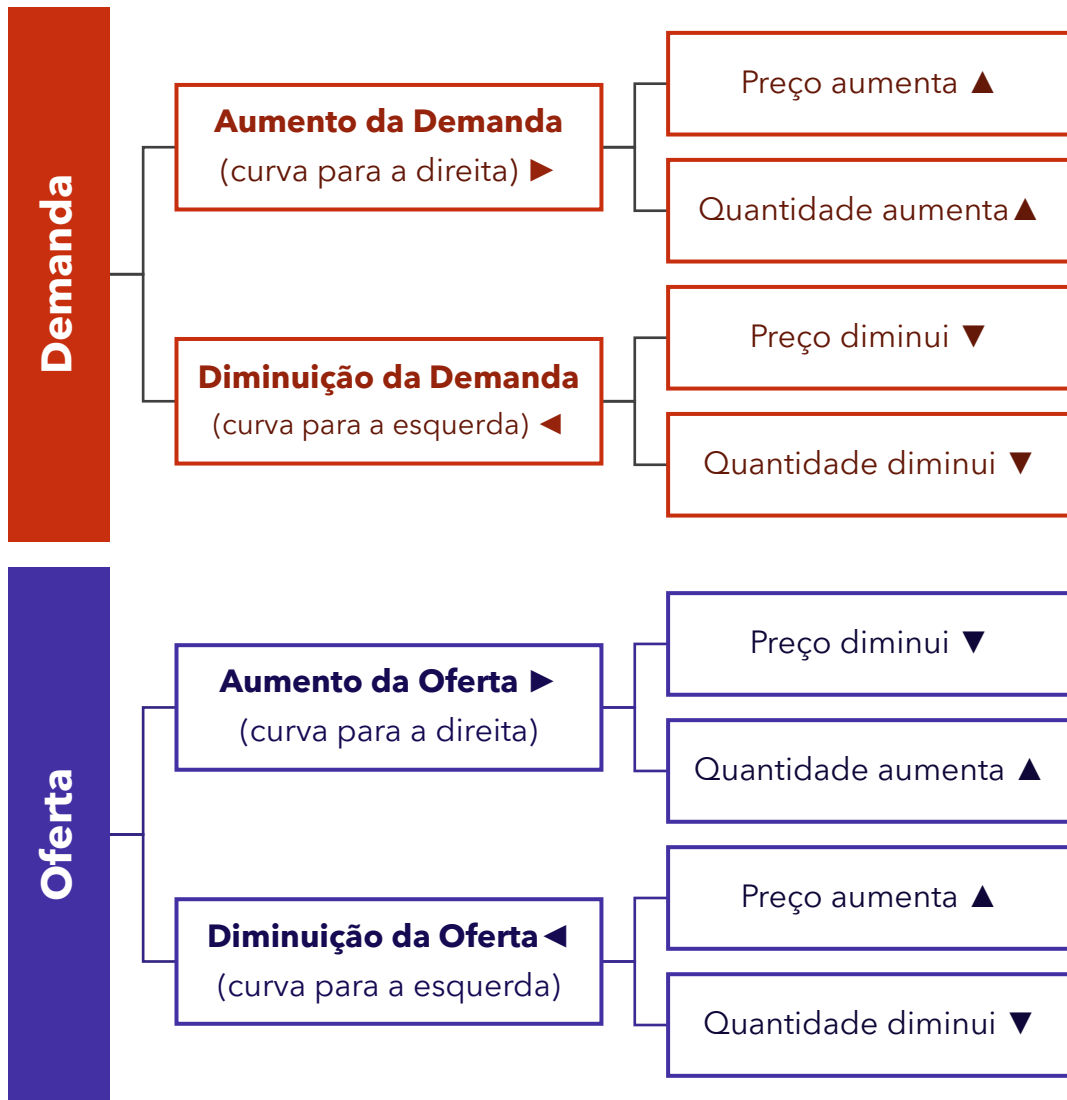 Demanda
Aumento da Demanda
(curva para a direita) ►
Preço aumenta ▲
Quantidade aumenta▲
Diminuição da Demanda
(curva para a esquerda) ◄
Preço diminui ▼
Quantidade diminui ▼
Oferta
Aumento da Oferta ►
(curva para a direita)
Preço diminui ▼
Quantidade aumenta ▲
Diminuição da Oferta◄
(curva para a esquerda)
Preço aumenta ▲
Quantidade diminui ▼